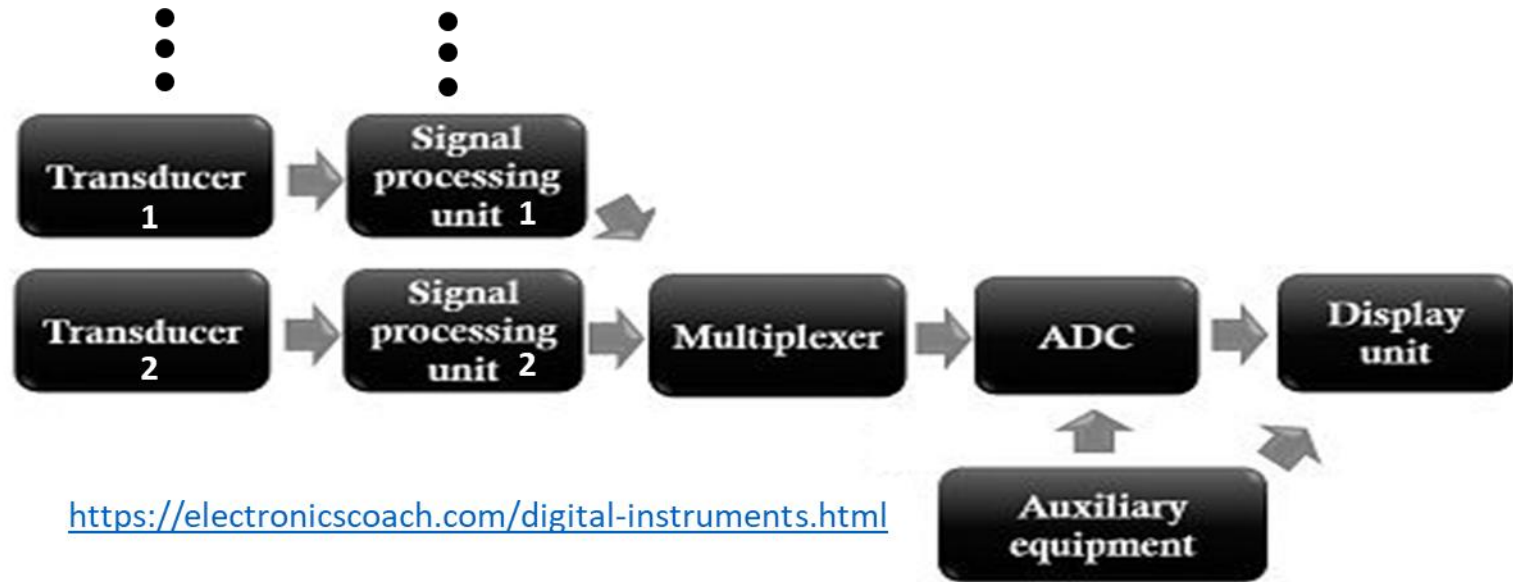 Transducer
1
Signal
processing
unit 1
Transducer
2
Signal
processing
unit 2
Multiplexer
ADC
Display
unit
https://electronicscoach.com/digital-instruments.html
Auxiliary
equipment